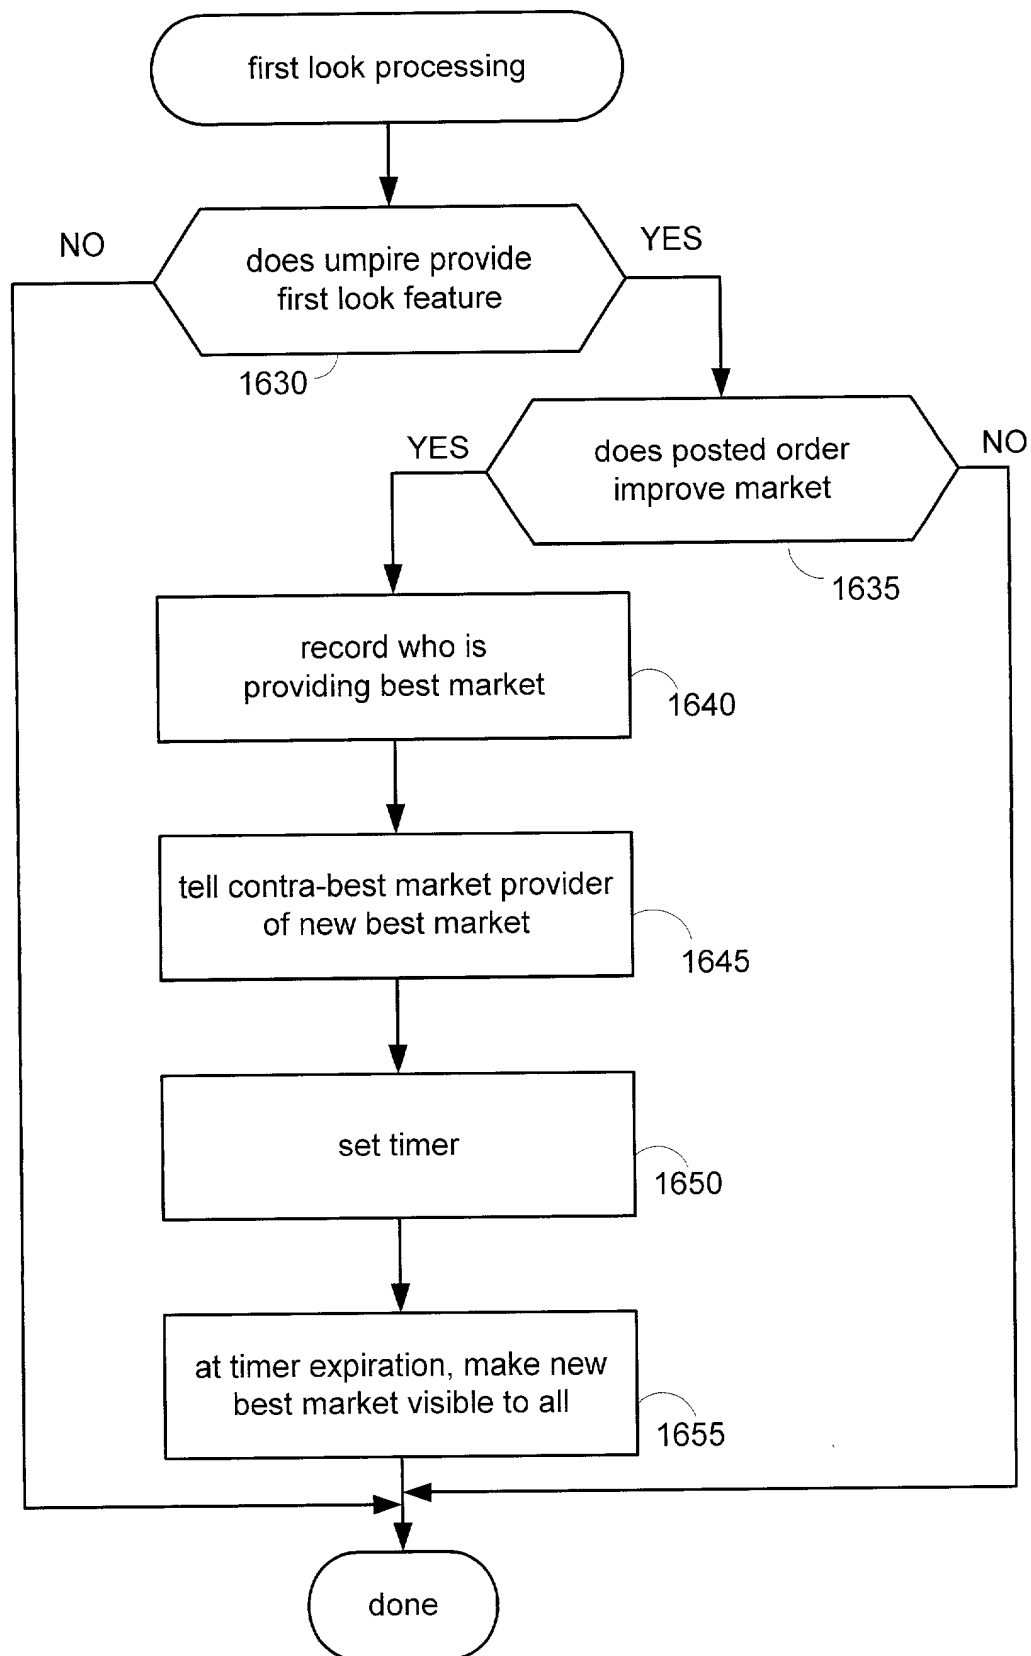 first look processing
NO
YES
does umpire provide
first look feature
1630
YES
NO
does posted order
improve market
1635
record who is
providing best market
1640
tell contra-best market provider
of new best market
1645
set timer
1650
at timer expiration, make new
best market visible to all
1655
done